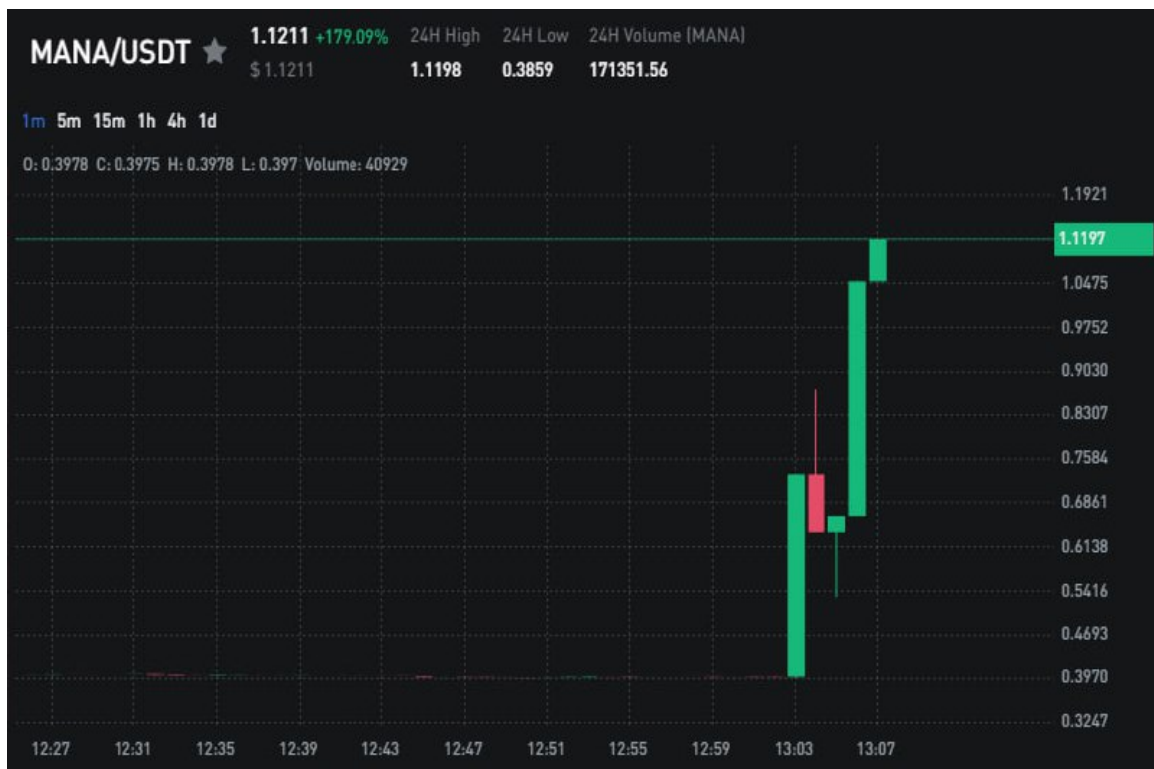 MANA/USDT 1.1211 +179.09% 24H High 24H Low 24H Volume (MANA)
$ 1.1211 1.1198 0.3859 171351.56
1m 5m 15m 1h 4h 1d
O: 0.3978 C: 0.3975 H: 0.3978 L: 0.397 Volume: 40929
1.1921
1.1197
1.0475
0.9752
0.9030
0.8307
0.7584
0.6861
0.6138
0.5416
0.4693
0.3970
0.3247
12:27 12:31 12:35 12:39 12:43 12:47 12:51 12:55 12:59 13:03 13:07